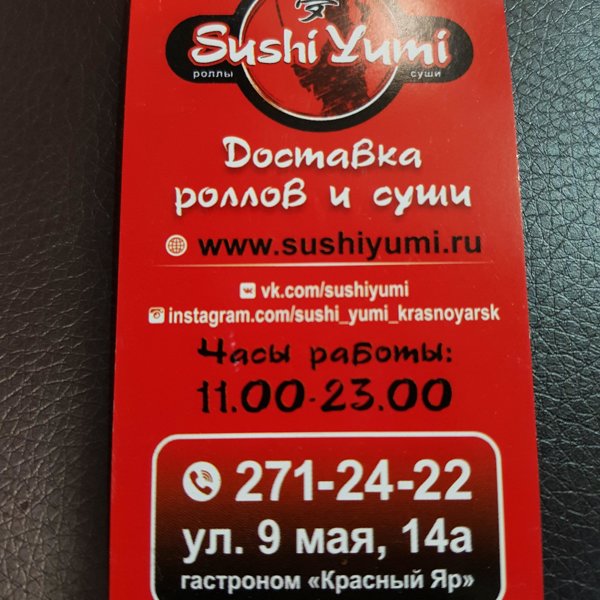 Sushi Yumi
роллы суши
Доставка
роллов и суши
www.sushiyumi.ru
vk.com/sushiyumi
instagram.com/sushi_yumi_krasnoyarsk
Часы работы:
11.00-23.00
271-24-22
ул. 9 мая, 14а
гастроном «Красный Яр»